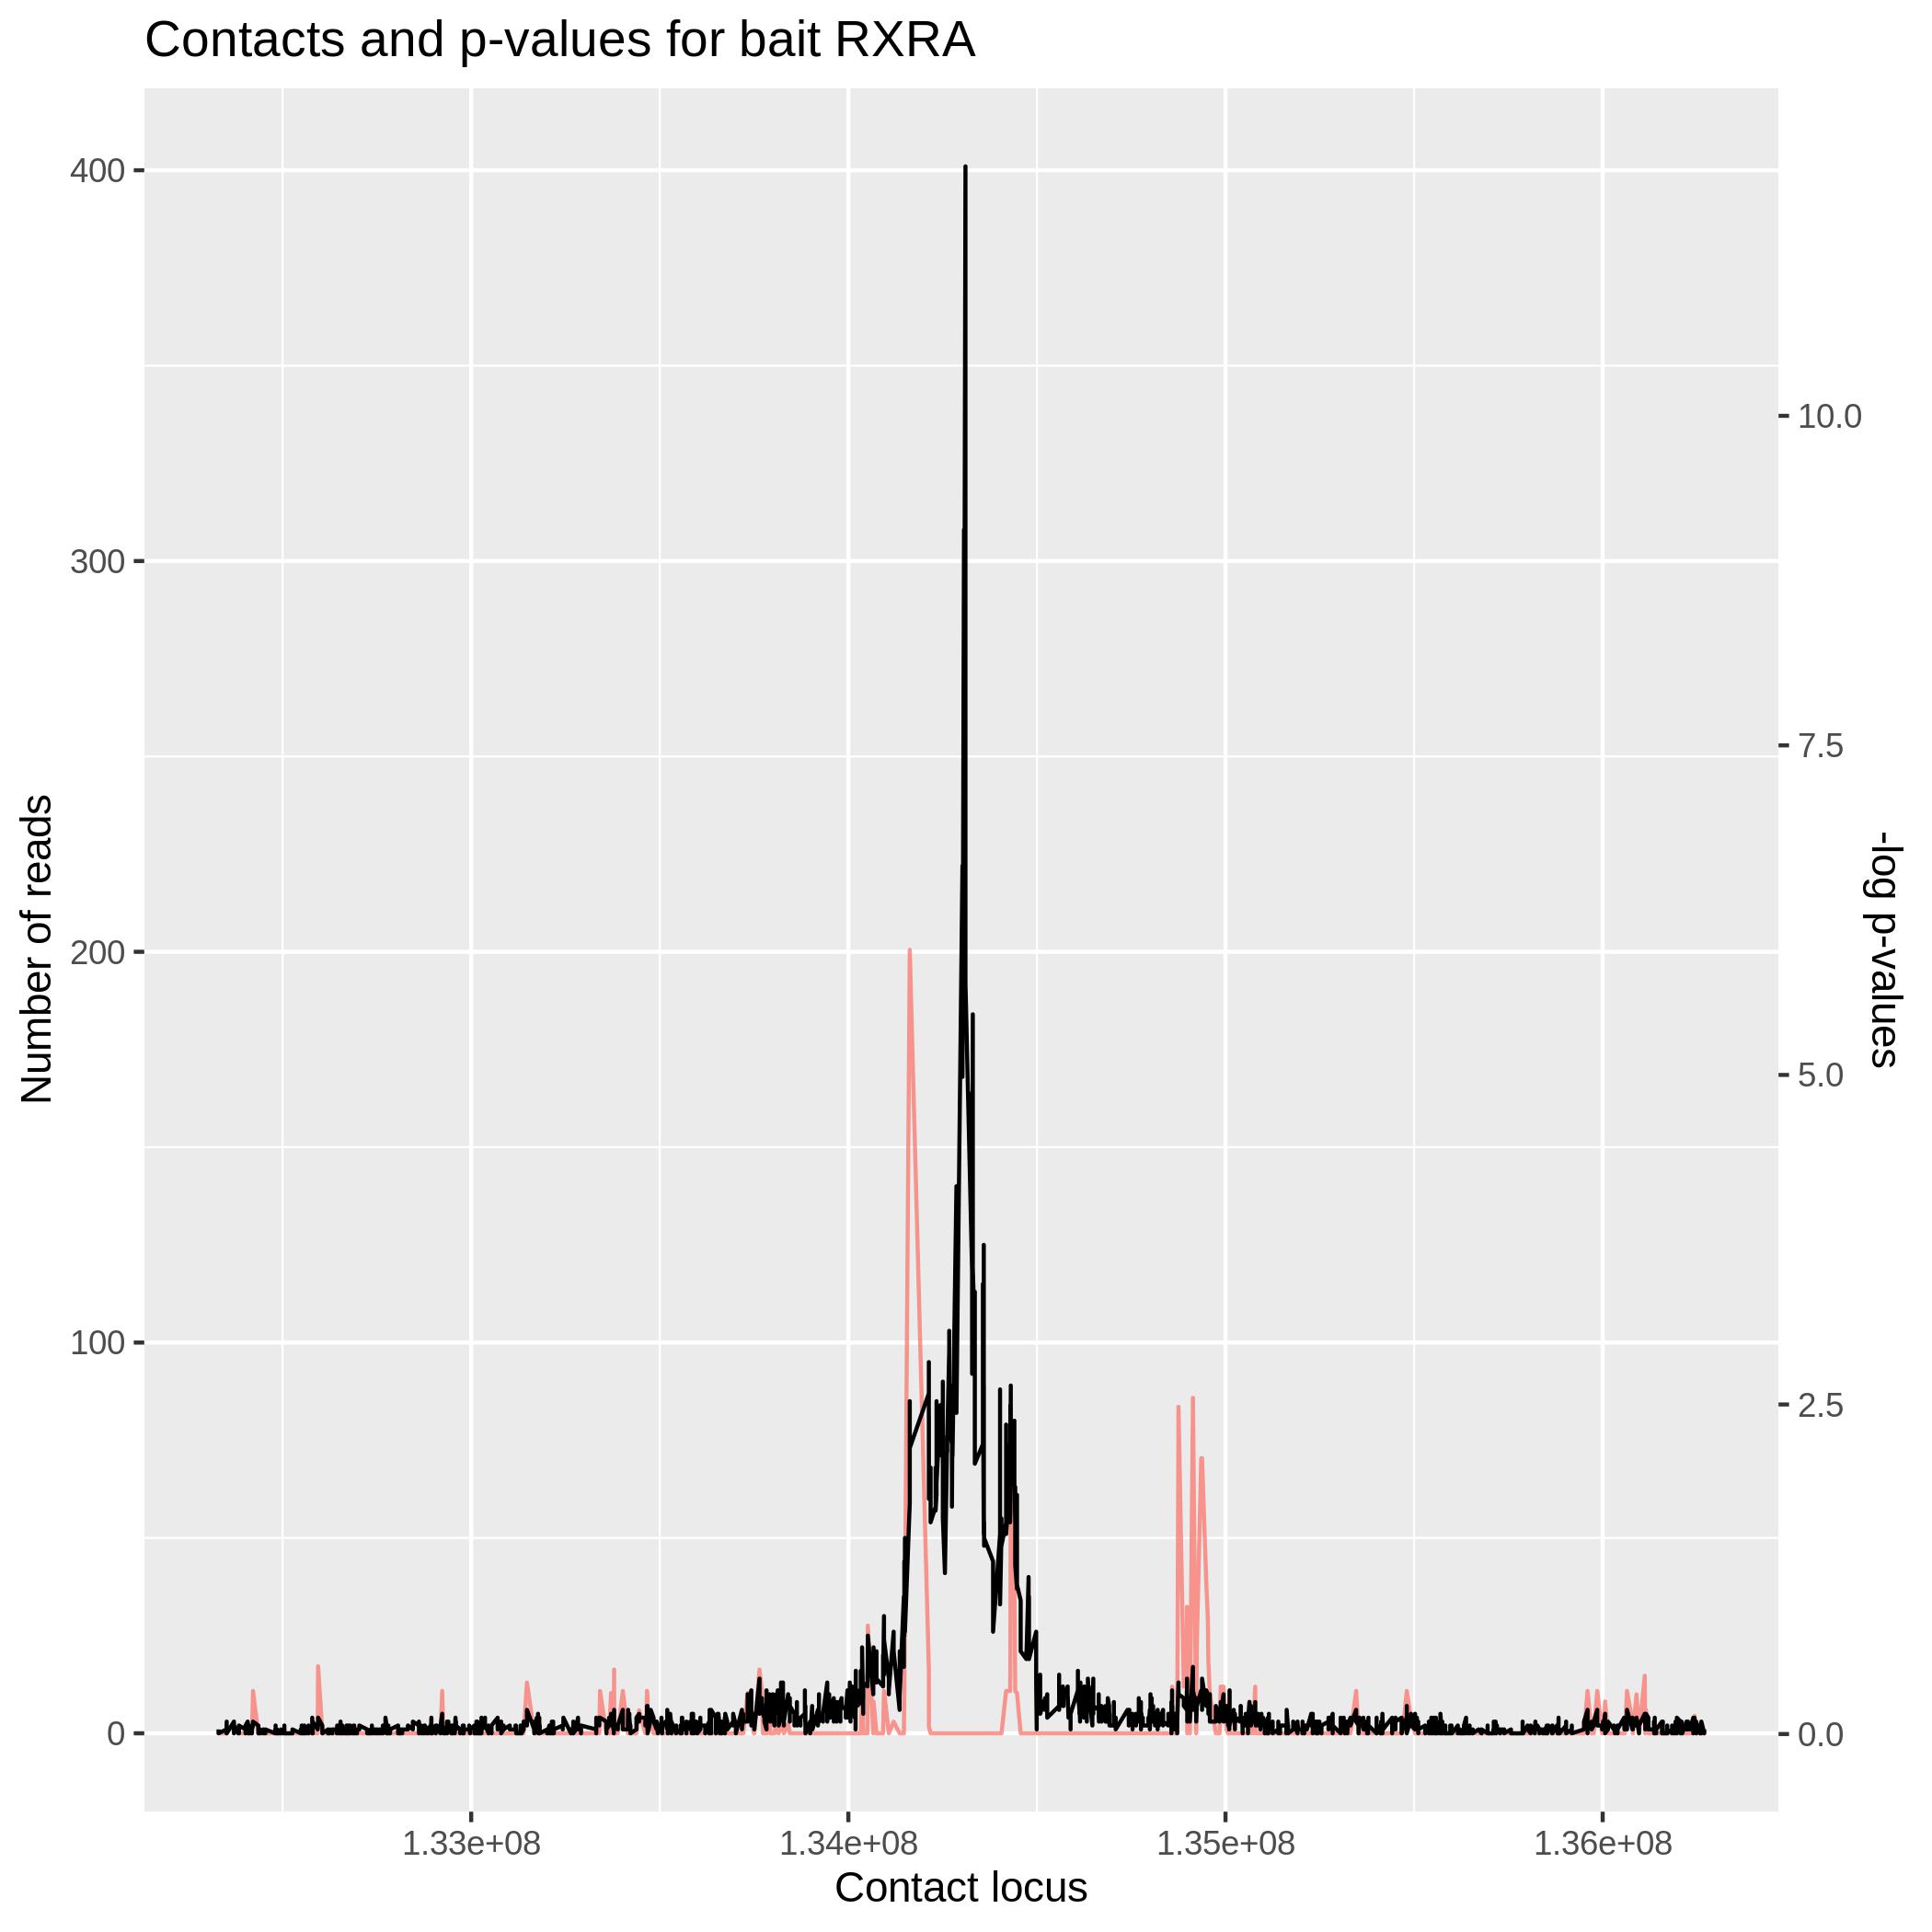 Contacts and p-values for bait RXRA
400
300
200
100
0
Number of reads
10.0
7.5
5.0
2.5
0.0
-log p-values
1.33e+08
1.34e+08
1.35e+08
1.36e+08
Contact locus